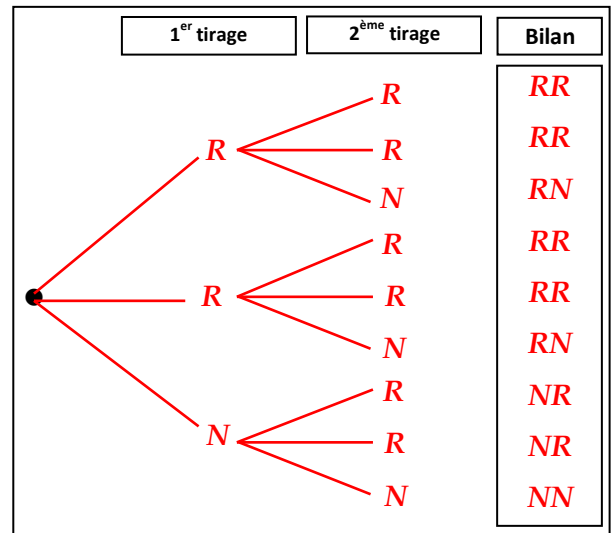 1er tirage 2ème tirage Bilan
R RR
R R RR
N RN
R RR
R R RR
N RN
R NR
N R NR
N NN